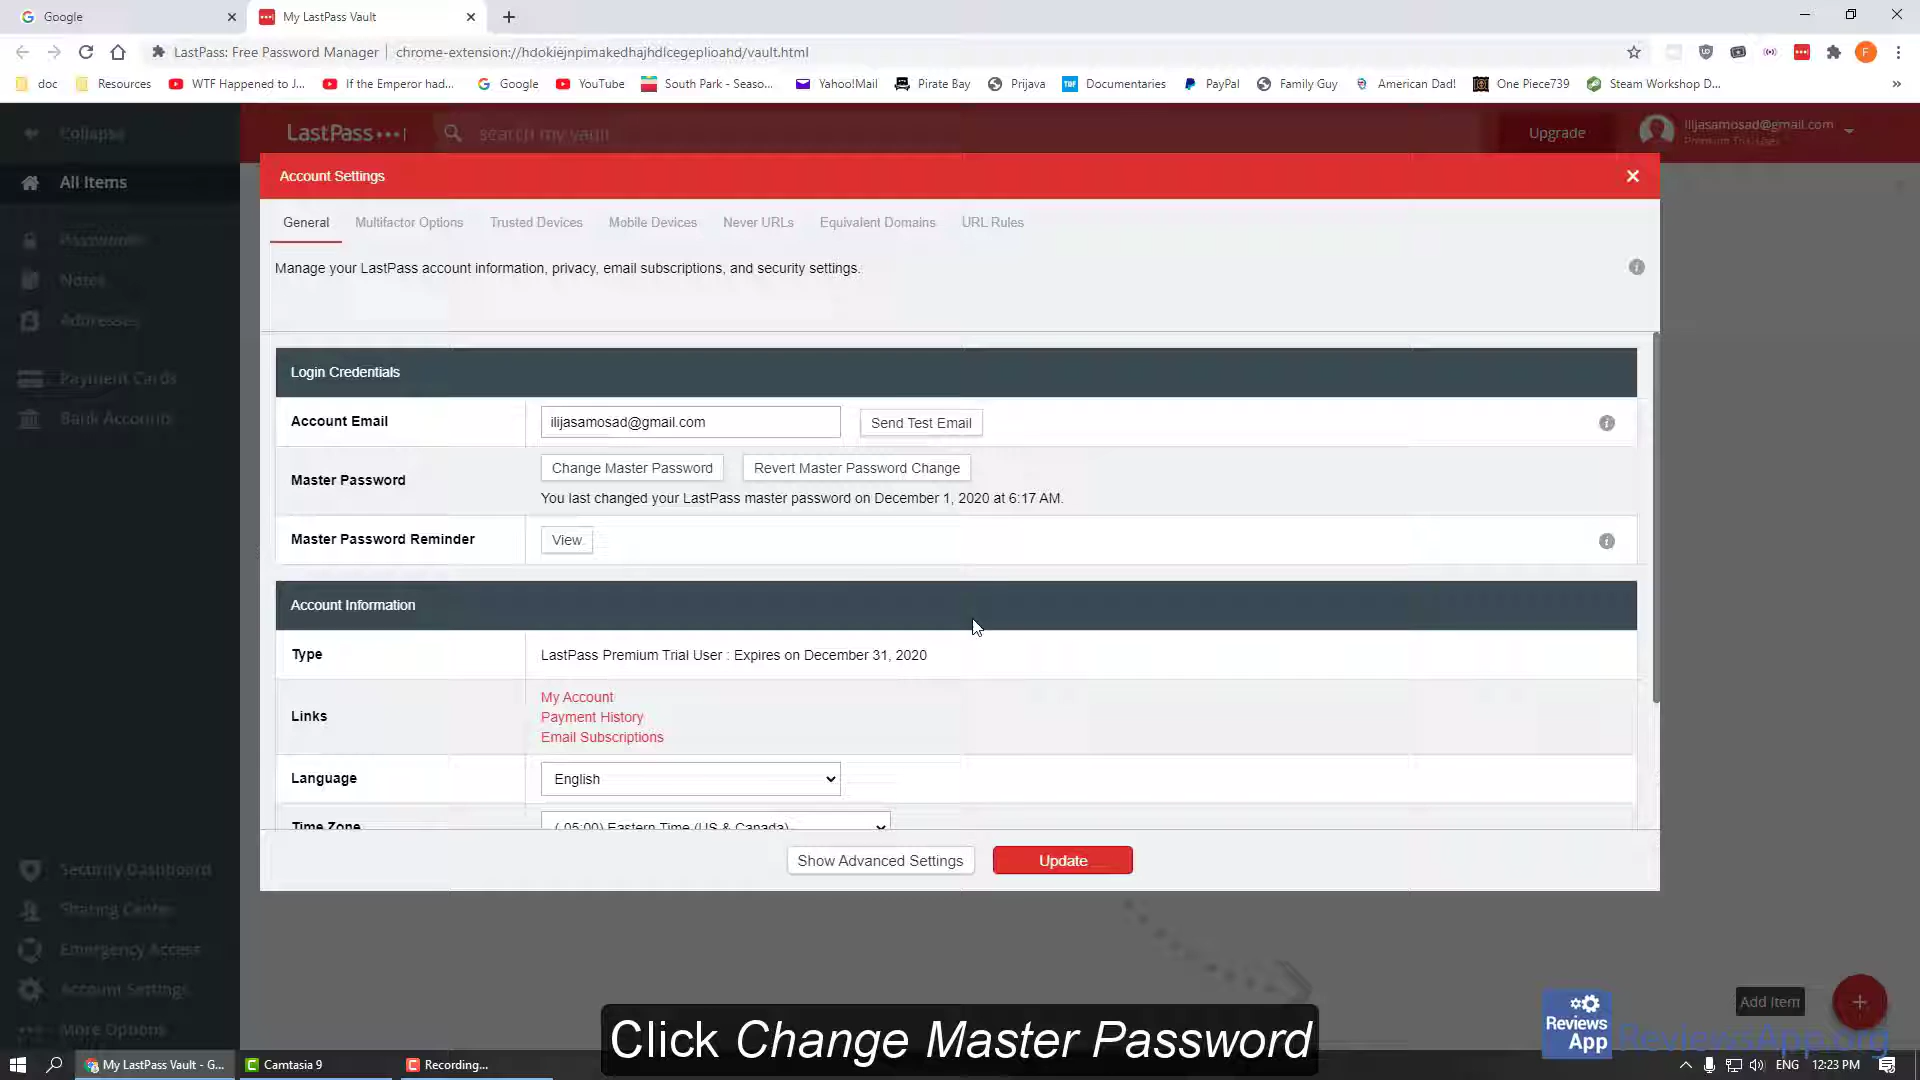 Google
My LastPass Vault
LastPass: Free Password Manager
chrome-extension://hdokiejnpimakedhajhdlcegeplioahd/vault.html
doc
Resources
WTF Happened to J...
If the Emperor had...
Google
YouTube
South Park - Seaso...
Yahoo!Mail
Pirate Bay
Prijava
Documentaries
PayPal
Family Guy
American Dad!
One Piece739
Steam Workshop D...
Collapse
LastPass
search my vault
Upgrade
ilijasamosad@gmail.com
Premium Trial User
All Items
Passwords
Notes
Addresses
Payment Cards
Bank Accounts
Security Dashboard
Sharing Center
Emergency Access
Account Settings
More Options
Account Settings
General
Multifactor Options
Trusted Devices
Mobile Devices
Never URLs
Equivalent Domains
URL Rules
Manage your LastPass account information, privacy, email subscriptions, and security settings.
Login Credentials
Account Email
ilijasamosad@gmail.com
Send Test Email
Master Password
Change Master Password
Revert Master Password Change
You last changed your LastPass master password on December 1, 2020 at 6:17 AM.
Master Password Reminder
View
Account Information
Type
LastPass Premium Trial User : Expires on December 31, 2020
Links
My Account
Payment History
Email Subscriptions
Language
English
Time Zone
(-05:00) Eastern Time (US & Canada)
Show Advanced Settings
Update
Add Item
Click Change Master Password
Reviews
App
ReviewsApp.org
My LastPass Vault - G...
Camtasia 9
Recording...
ENG
12:23 PM